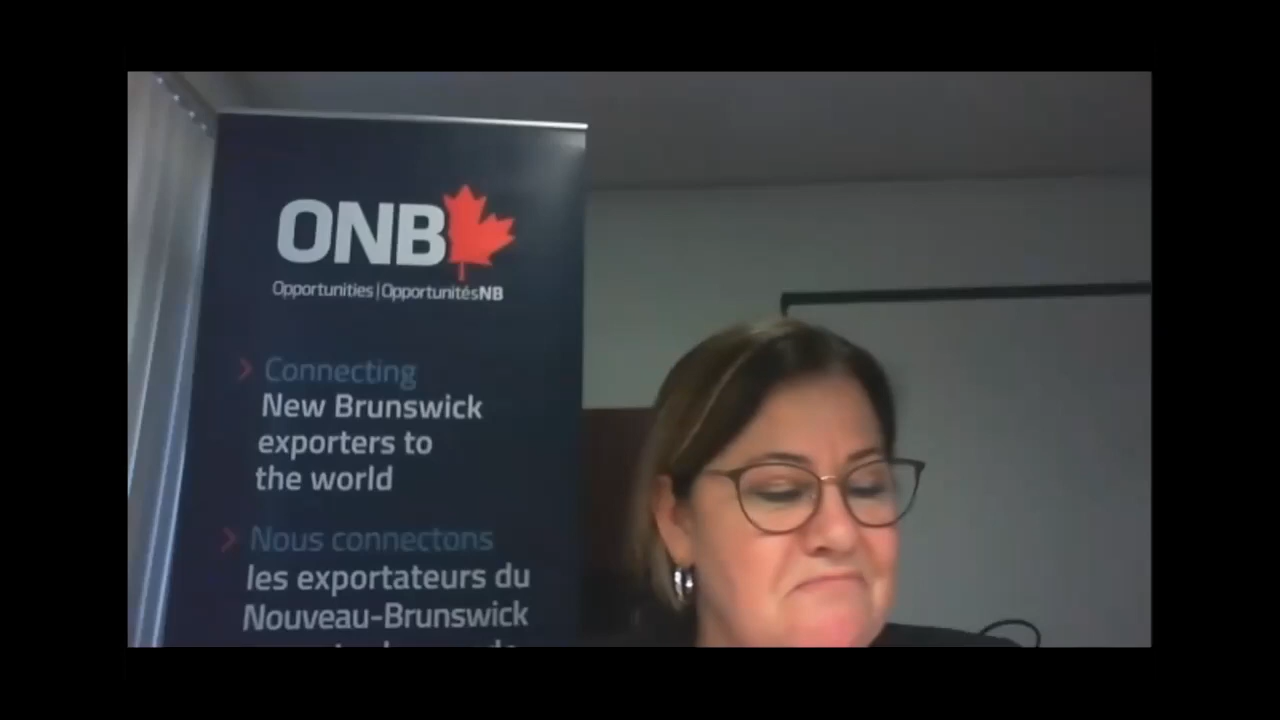 ONB
Opportunities | OpportunitésNB
Connecting
New Brunswick
exporters to
the world
Nous connectons
les exportateurs du
Nouveau-Brunswick